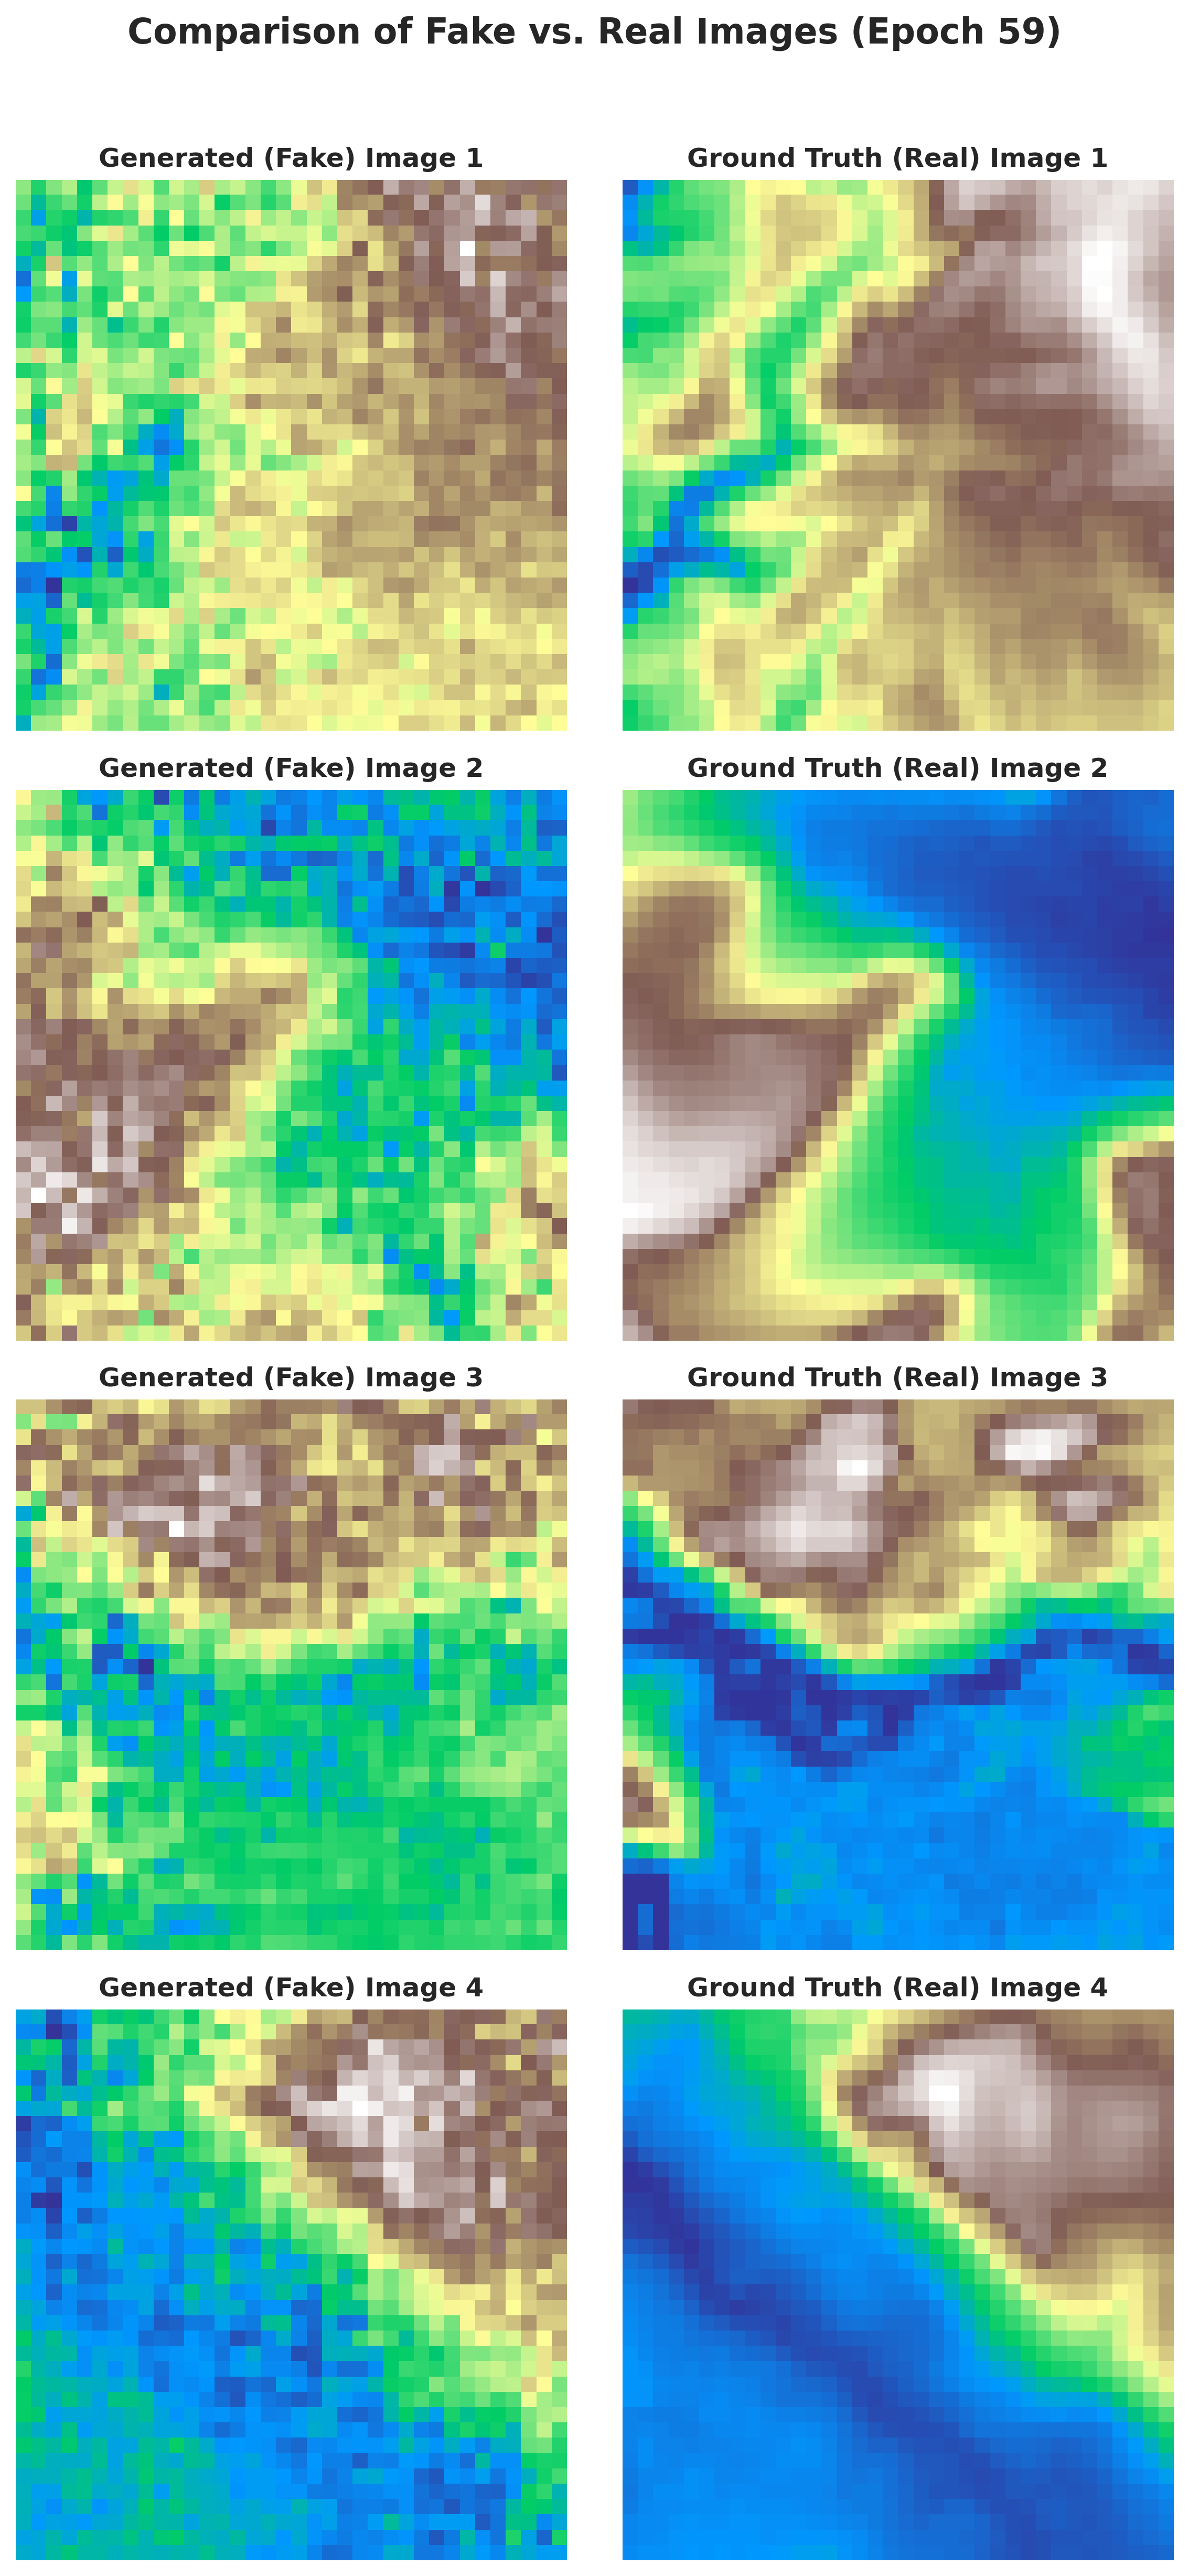 Comparison of Fake vs. Real Images (Epoch 59)
Generated (Fake) Image 1
Ground Truth (Real) Image 1
Generated (Fake) Image 2
Ground Truth (Real) Image 2
Generated (Fake) Image 3
Ground Truth (Real) Image 3
Generated (Fake) Image 4
Ground Truth (Real) Image 4